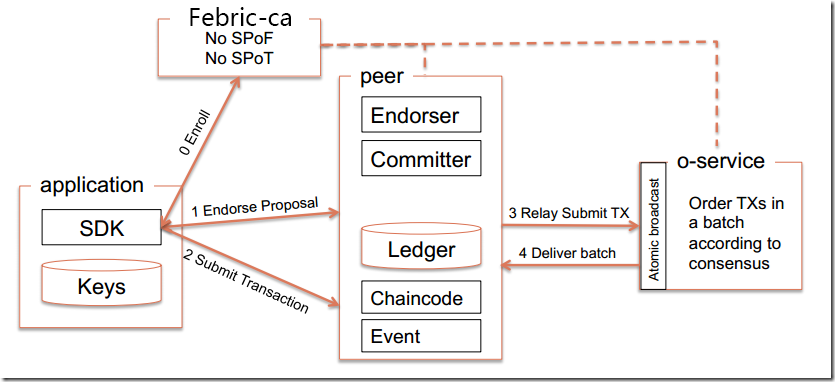 Febric-ca
No SPoF
No SPoT
0 Enroll
application
SDK
Keys
1 Endorse Proposal
2 Submit Transaction
peer
Endorser
Committer
Ledger
Chaincode
Event
3 Relay Submit TX
4 Deliver batch
o-service
Atomic broadcast
Order TXs in
a batch
according to
consensus